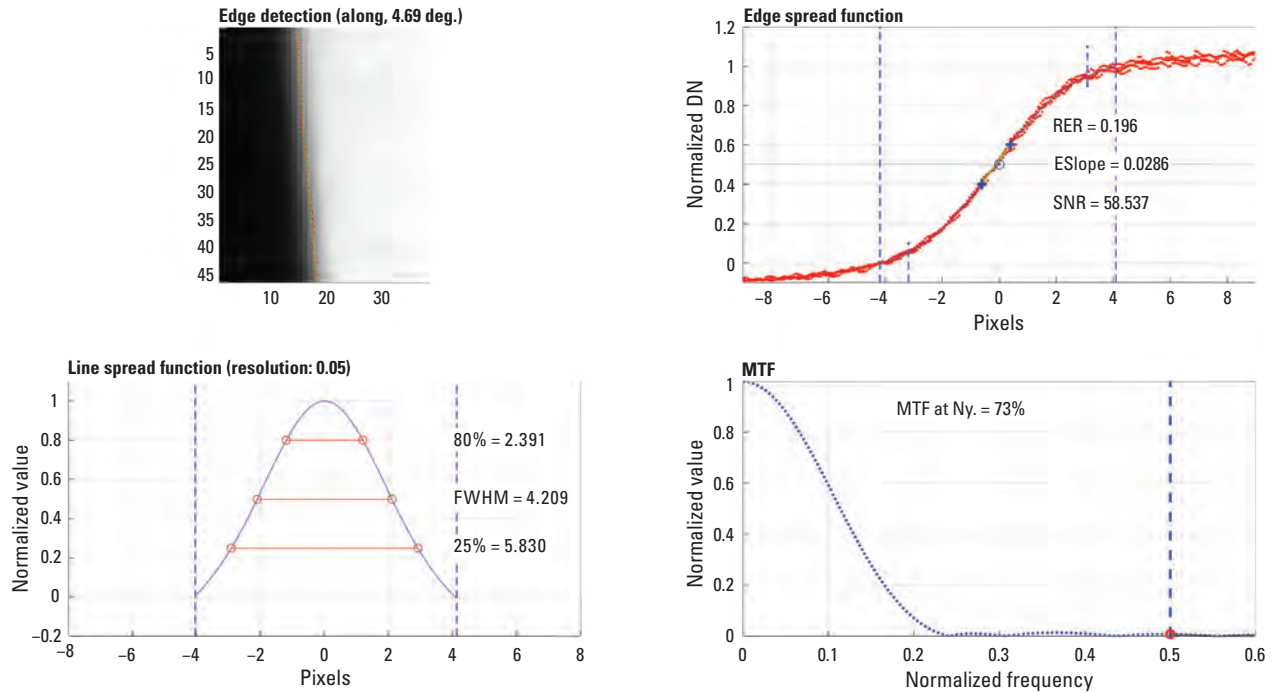 Edge detection (along, 4.69 deg.)
5
10
15
20
25
30
35
40
45
10 20 30
Edge spread function
Normalized DN
1.2
1.0
0.8
0.6
0.4
0.2
0
RER = 0.196
ESlope = 0.0286
SNR = 58.537
−8 −6 −4 −2 0 2 4 6 8
Pixels
Line spread function (resolution: 0.05)
Normalized value
1
0.8
0.6
0.4
0.2
0
−0.2
80% = 2.391
FWHM = 4.209
25% = 5.830
−8 −6 −4 −2 0 2 4 6 8
Pixels
MTF
Normalized value
1
0.8
0.6
0.4
0.2
0
MTF at Ny. = 73%
0 0.1 0.2 0.3 0.4 0.5 0.6
Normalized frequency